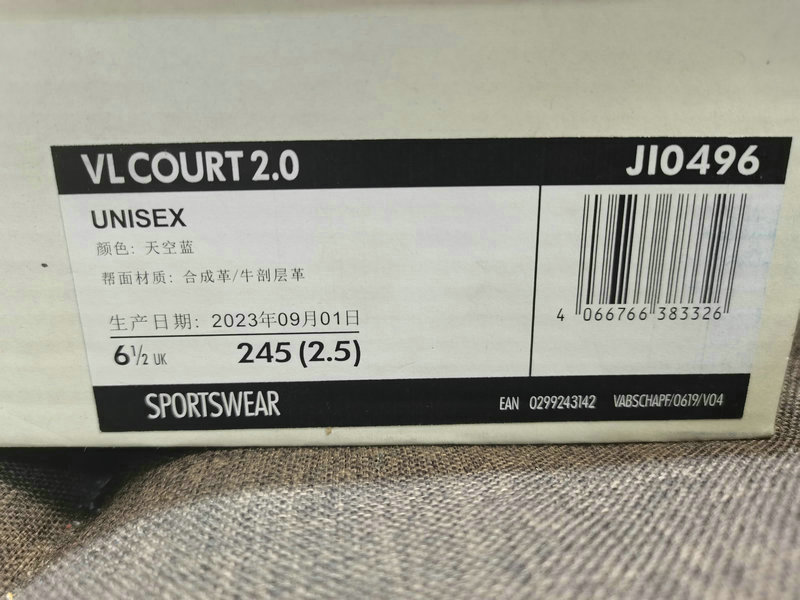 VL COURT 2.0
JI0496
UNISEX
颜色: 天空蓝
帮面材质: 合成革/牛剖层革
生产日期: 2023年09月01日
6½ UK 245 (2.5)
4 066766 383326
SPORTSWEAR
EAN 0299243142 VABSCHAPF/0619/V04